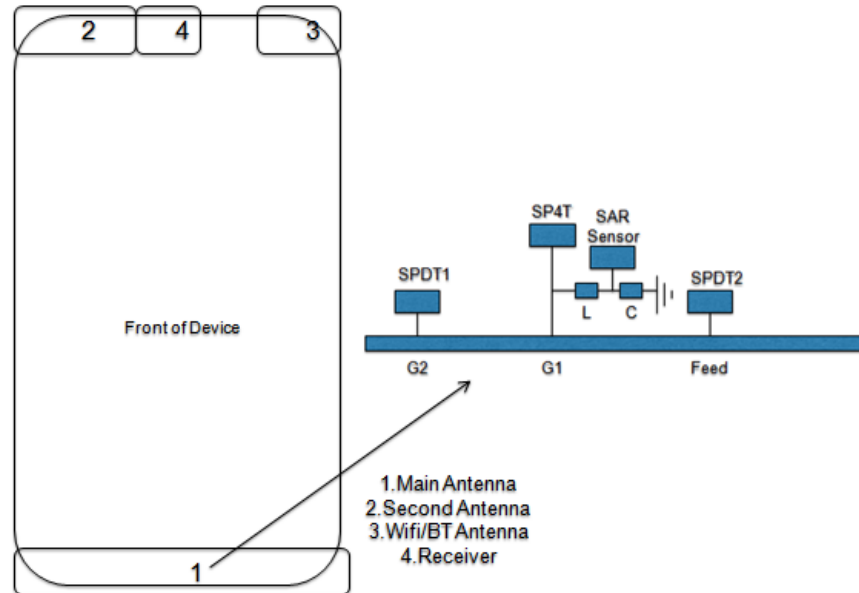 2
4
3
SP4T
SAR
Sensor
SPDT1
SPDT2
L
C
Front of Device
G2
G1
Feed
1.Main Antenna
2.Second Antenna
3.Wifi/BT Antenna
4.Receiver
1